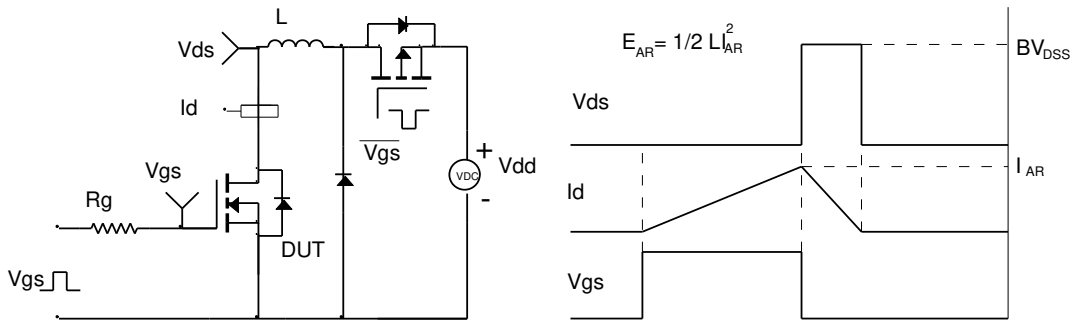 L
Vds
Id
Vgs
Rg
Vgs
DUT
Vgs
+
VDC
-
Vdd
E_AR = 1/2 LI_AR^2
Vds
BV_DSS
Id
I_AR
Vgs